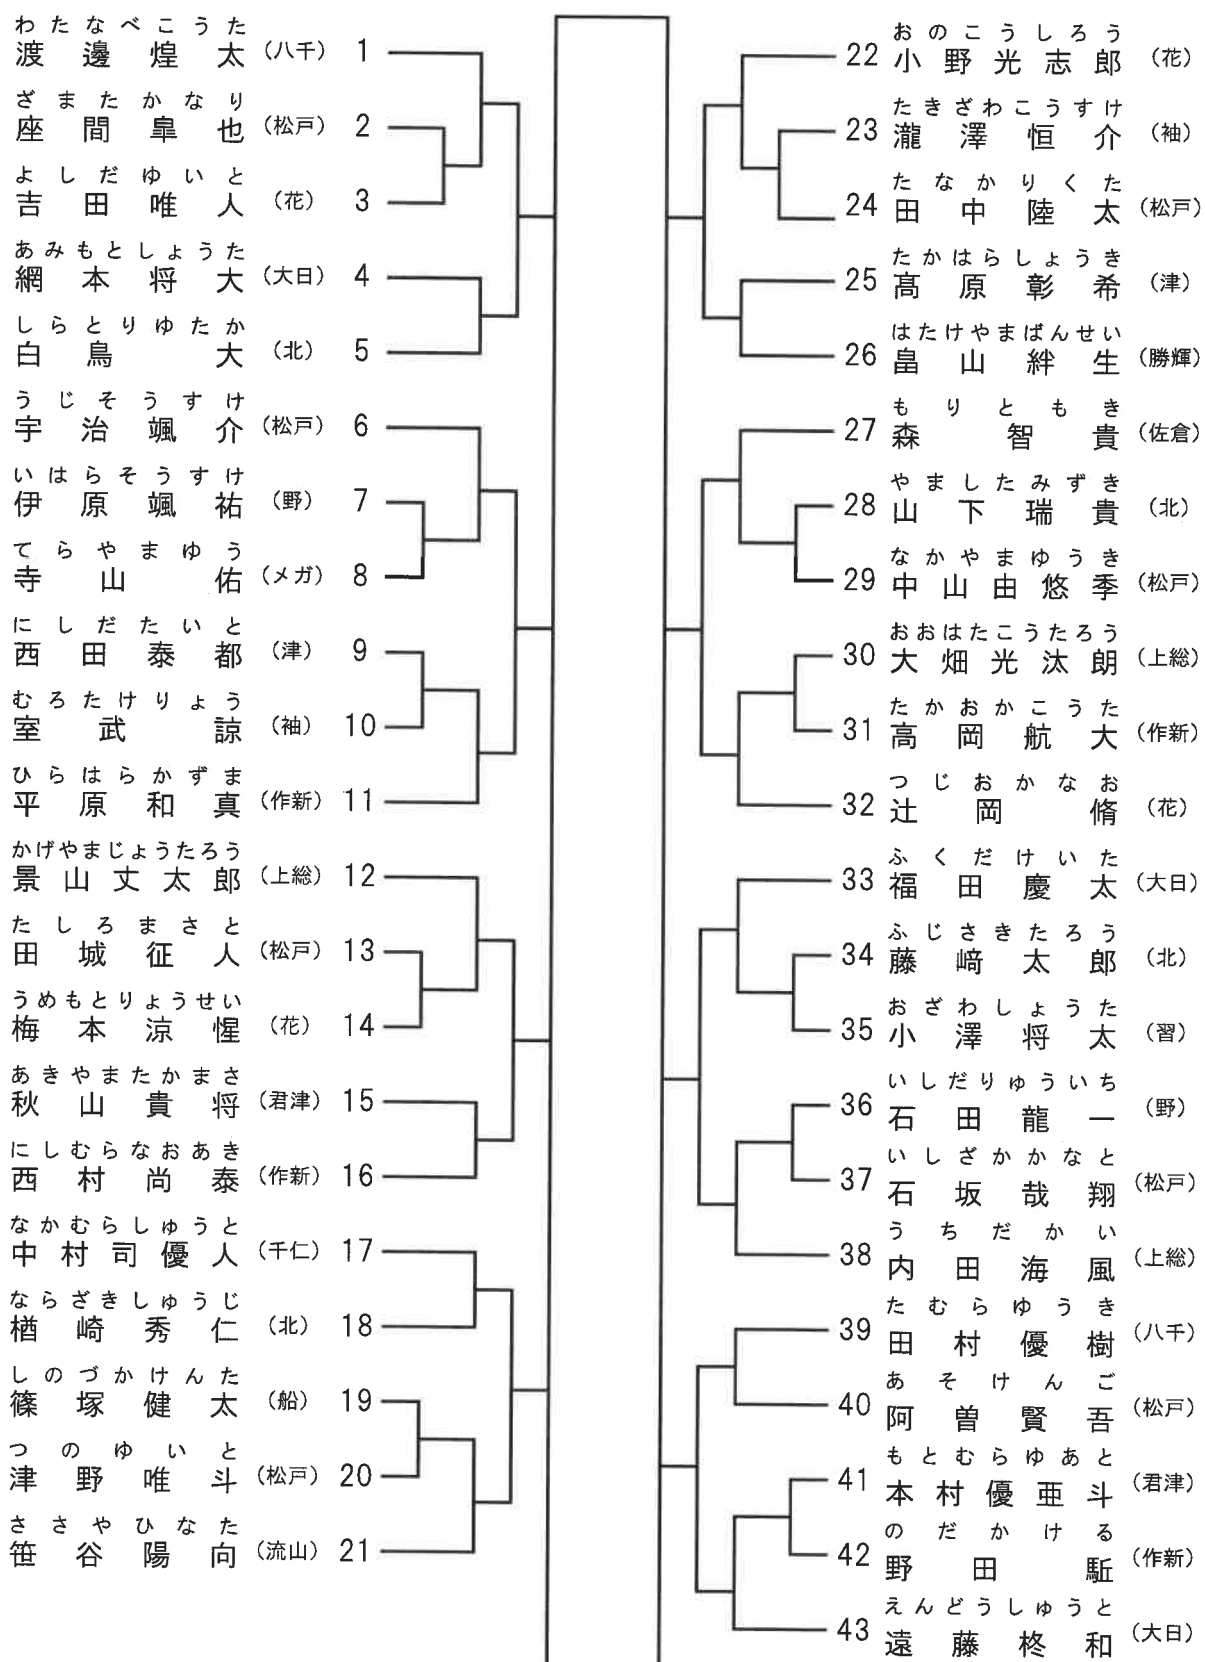 わたなべこうた
渡邊煌太 (八千) 1
ざまたかなり
座間皐也 (松戸) 2
よしだゆいと
吉田唯人 (花) 3
あみもとしょうた
網本将大 (大日) 4
しらとりゆたか
白鳥大 (北) 5
うじそうすけ
宇治颯介 (松戸) 6
いはらそうすけ
伊原颯祐 (野) 7
てらやまゆう
寺山佑 (メガ) 8
にしだたいと
西田泰都 (津) 9
むろたけりょう
室武諒 (袖) 10
ひらはらかずま
平原和真 (作新) 11
かげやまじょうたろう
景山丈太郎 (上総) 12
たしろまさと
田城征人 (松戸) 13
うめもとりょうせい
梅本涼惺 (花) 14
あきやまたかまさ
秋山貴将 (君津) 15
にしむらなおあき
西村尚泰 (作新) 16
なかむらしゅうと
中村司優人 (千仁) 17
ならざきしゅうじ
楢崎秀仁 (北) 18
しのづかけんた
篠塚健太 (船) 19
つのゆいと
津野唯斗 (松戸) 20
ささやひなた
笹谷陽向 (流山) 21
おのこうしろう
22 小野光志郎 (花)
たきざわこうすけ
23 瀧澤恒介 (袖)
たなかりくた
24 田中陸太 (松戸)
たかはらしょうき
25 髙原彰希 (津)
はたけやまばんせい
26 畠山絆生 (勝輝)
もりともき
27 森智貴 (佐倉)
やましたみずき
28 山下瑞貴 (北)
なかやまゆうき
29 中山由悠季 (松戸)
おおはたこうたろう
30 大畑光汰朗 (上総)
たかおかこうた
31 高岡航大 (作新)
つじおかなお
32 辻岡脩 (花)
ふくだけいた
33 福田慶太 (大日)
ふじさきたろう
34 藤﨑太郎 (北)
おざわしょうた
35 小澤将太 (習)
いしだりゅういち
36 石田龍一 (野)
いしざかかなと
37 石坂哉翔 (松戸)
うちだかい
38 内田海風 (上総)
たむらゆうき
39 田村優樹 (八千)
あそけんご
40 阿曽賢吾 (松戸)
もとむらゆあと
41 本村優亜斗 (君津)
のだかける
42 野田駈 (作新)
えんどうしゅうと
43 遠藤柊和 (大日)